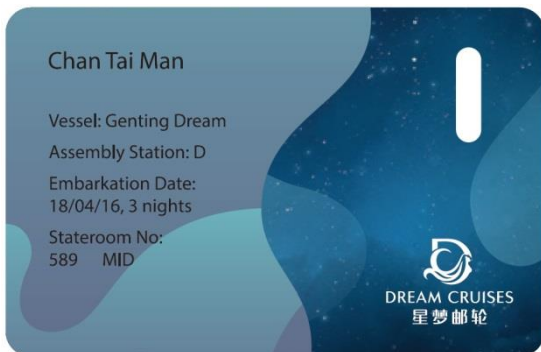 Chan Tai Man
Vessel: Genting Dream
Assembly Station: D
Embarkation Date:
18/04/16, 3 nights
Stateroom No:
589 MID
DREAM CRUISES
星梦邮轮